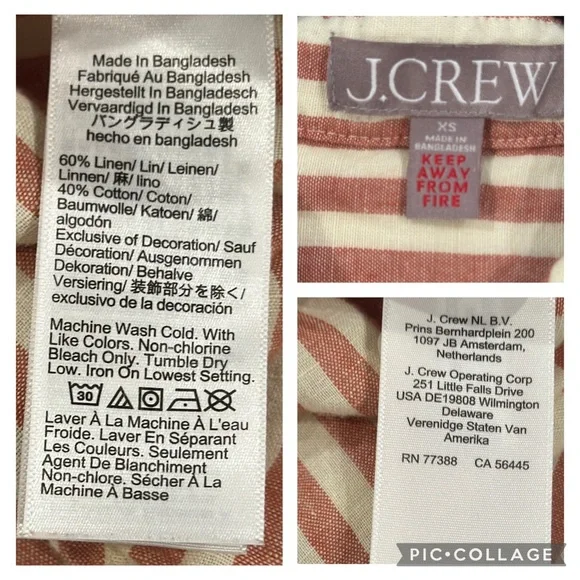 Made In Bangladesh
Fabriqué Au Bangladesh
Hergestellt In Bangladesch
Vervaardigd In Bangladesh
バングラディシュ製
hecho en bangladesh
60% Linen/ Lin/ Leinen/
Linnen/ 麻/ lino
40% Cotton/ Coton/
Baumwolle/ Katoen/ 綿/
algodón
Exclusive of Decoration/ Sauf
Décoration/ Ausgenommen
Dekoration/ Behalve
Versiering/ 装飾部分を除く/
exclusivo de la decoración
Machine Wash Cold. With
Like Colors. Non-chlorine
Bleach Only. Tumble Dry
Low. Iron On Lowest Setting.
30
Laver À La Machine À L'eau
Froide. Laver En Séparant
Les Couleurs. Seulement
Agent De Blanchiment
Non-chlore. Sécher À La
Machine À Basse
J.CREW
XS
MADE IN
BANGLADESH
KEEP
AWAY
FROM
FIRE
J. Crew NL B.V.
Prins Bernhardplein 200
1097 JB Amsterdam,
Netherlands
J. Crew Operating Corp
251 Little Falls Drive
USA DE19808 Wilmington
Delaware
Verenidge Staten Van
Amerika
RN 77388 CA 56445
PIC•COLLAGE